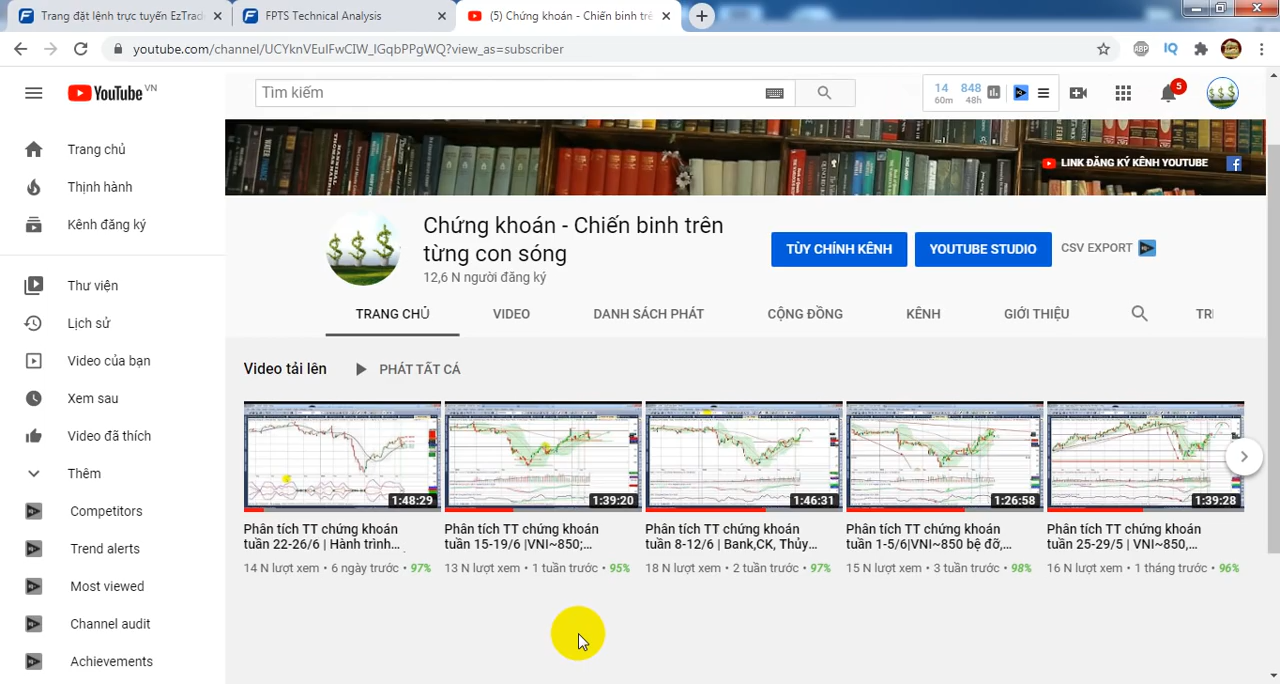 Trang đặt lệnh trực tuyến EzTrad
FPTS Technical Analysis
(5) Chứng khoán - Chiến binh trê
youtube.com/channel/UCYknVEuIFwCIW_lGqbPPgWQ?view_as=subscriber
ABP
IQ
YouTube VN
Tìm kiếm
14 60m
848 48h
5
LINK ĐĂNG KÝ KÊNH YOUTUBE
Trang chủ
Thịnh hành
Kênh đăng ký
Thư viện
Lịch sử
Video của bạn
Xem sau
Video đã thích
Thêm
Competitors
Trend alerts
Most viewed
Channel audit
Achievements
Chứng khoán - Chiến binh trên
từng con sóng
12,6 N người đăng ký
TÙY CHỈNH KÊNH
YOUTUBE STUDIO
CSV EXPORT
TRANG CHỦ
VIDEO
DANH SÁCH PHÁT
CỘNG ĐỒNG
KÊNH
GIỚI THIỆU
Video tải lên
PHÁT TẤT CẢ
1:48:29
Phân tích TT chứng khoán
tuần 22-26/6 | Hành trình...
14 N lượt xem • 6 ngày trước • 97%
1:39:20
Phân tích TT chứng khoán
tuần 15-19/6 |VNI~850;...
13 N lượt xem • 1 tuần trước • 95%
1:46:31
Phân tích TT chứng khoán
tuần 8-12/6 | Bank,CK, Thủy...
18 N lượt xem • 2 tuần trước • 97%
1:26:58
Phân tích TT chứng khoán
tuần 1-5/6|VNI~850 bệ đỡ,...
15 N lượt xem • 3 tuần trước • 98%
1:39:28
Phân tích TT chứng khoán
tuần 25-29/5 | VNI~850,...
16 N lượt xem • 1 tháng trước • 96%